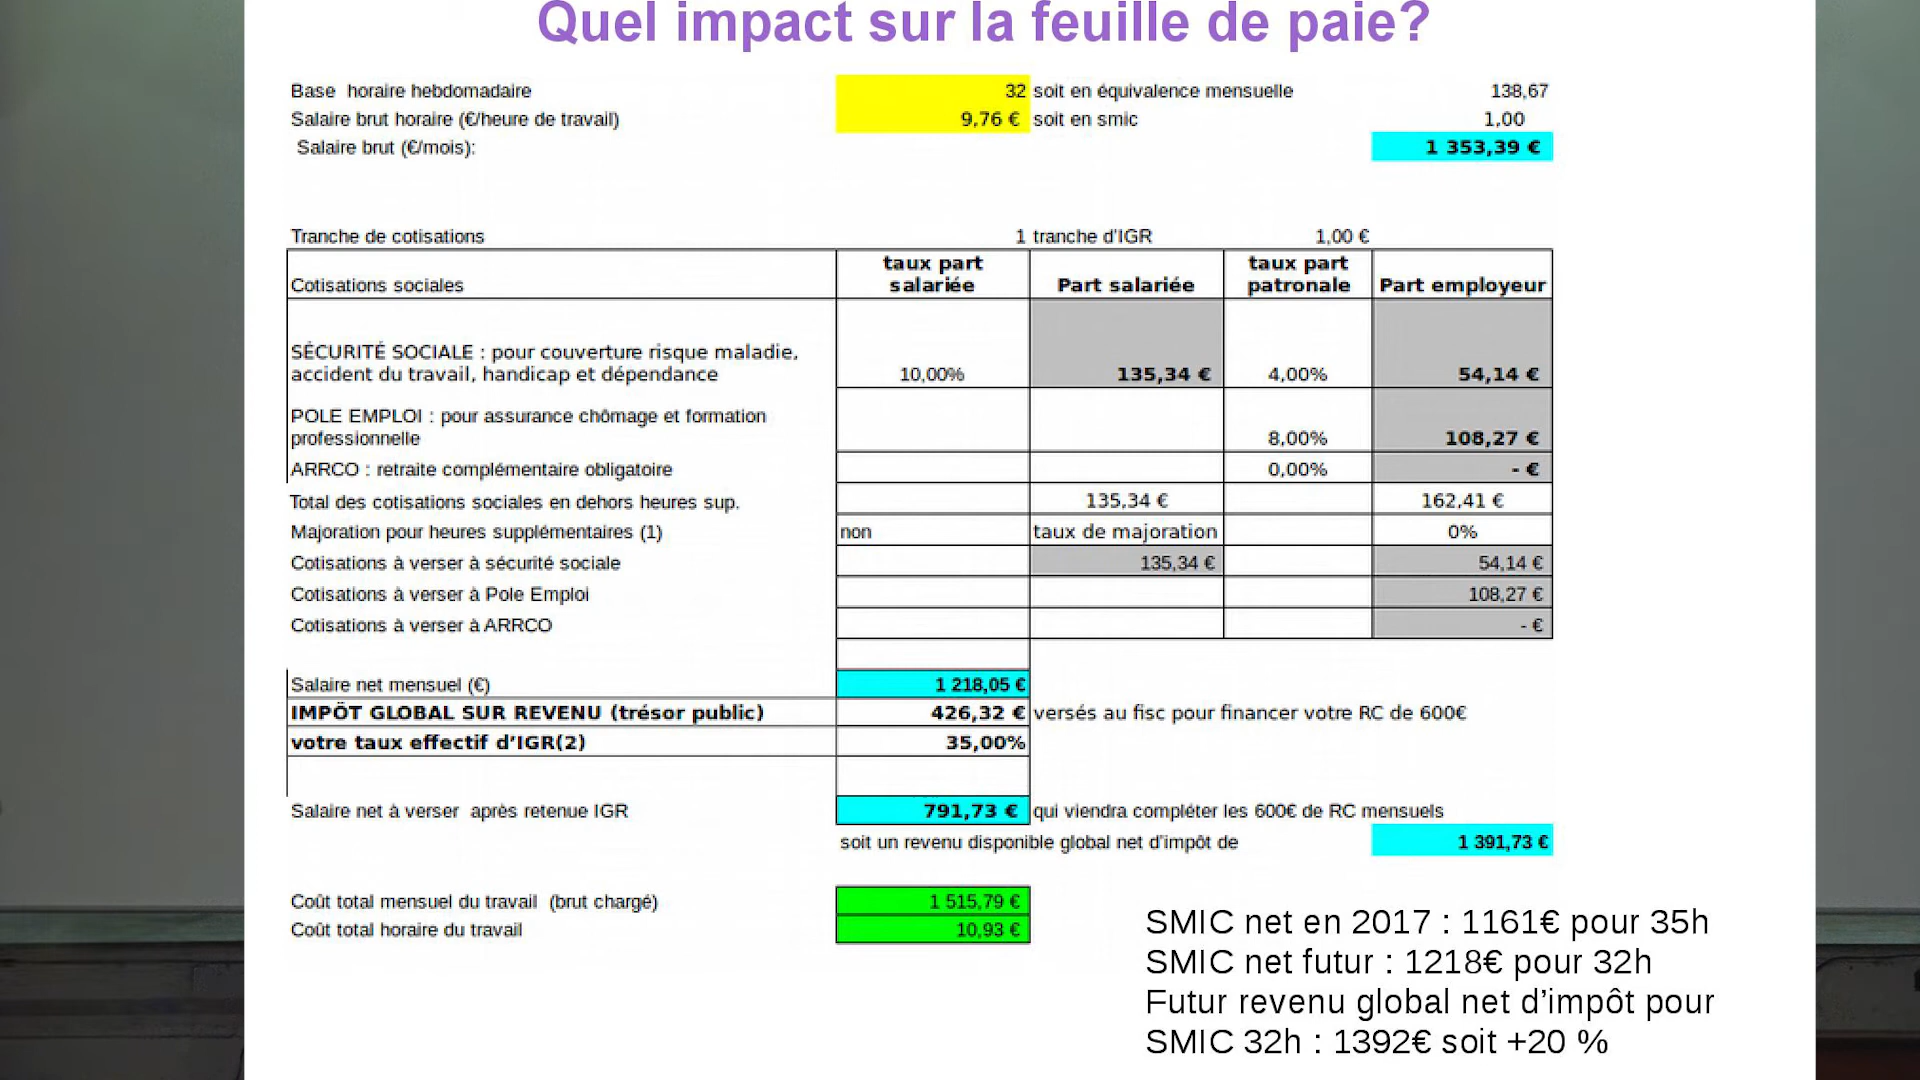 Quel impact sur la feuille de paie?
Base horaire hebdomadaire 32 soit en équivalence mensuelle 138,67
Salaire brut horaire (€/heure de travail) 9,76 € soit en smic 1,00
Salaire brut (€/mois): 1 353,39 €
Tranche de cotisations 1 tranche d'IGR 1,00 €
Cotisations sociales taux part salariée Part salariée taux part patronale Part employeur
SÉCURITÉ SOCIALE : pour couverture risque maladie,
accident du travail, handicap et dépendance 10,00% 135,34 € 4,00% 54,14 €
POLE EMPLOI : pour assurance chômage et formation
professionnelle 8,00% 108,27 €
ARRCO : retraite complémentaire obligatoire 0,00% - €
Total des cotisations sociales en dehors heures sup. 135,34 € 162,41 €
Majoration pour heures supplémentaires (1) non taux de majoration 0%
Cotisations à verser à sécurité sociale 135,34 € 54,14 €
Cotisations à verser à Pole Emploi 108,27 €
Cotisations à verser à ARRCO - €
Salaire net mensuel (€) 1 218,05 €
IMPÔT GLOBAL SUR REVENU (trésor public) 426,32 € versés au fisc pour financer votre RC de 600€
votre taux effectif d'IGR(2) 35,00%
Salaire net à verser après retenue IGR 791,73 € qui viendra compléter les 600€ de RC mensuels
soit un revenu disponible global net d'impôt de 1 391,73 €
Coût total mensuel du travail (brut chargé) 1 515,79 €
Coût total horaire du travail 10,93 €
SMIC net en 2017 : 1161€ pour 35h
SMIC net futur : 1218€ pour 32h
Futur revenu global net d'impôt pour
SMIC 32h : 1392€ soit +20 %